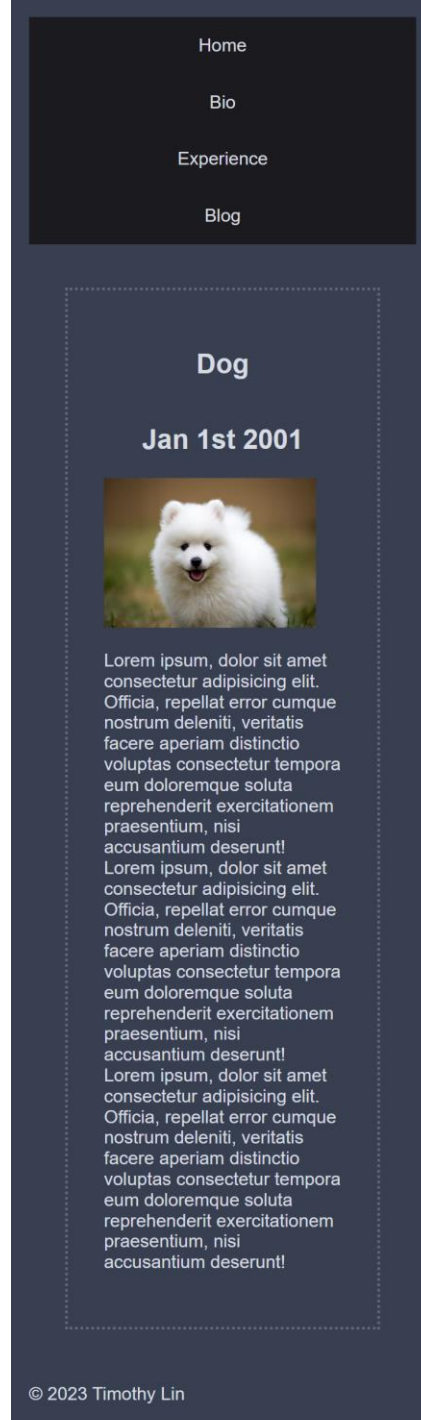 Home
Bio
Experience
Blog
Dog
Jan 1st 2001
Lorem ipsum, dolor sit amet
consectetur adipisicing elit.
Officia, repellat error cumque
nostrum deleniti, veritatis
facere aperiam distinctio
voluptas consectetur tempora
eum doloremque soluta
reprehenderit exercitationem
praesentium, nisi
accusantium deserunt!
Lorem ipsum, dolor sit amet
consectetur adipisicing elit.
Officia, repellat error cumque
nostrum deleniti, veritatis
facere aperiam distinctio
voluptas consectetur tempora
eum doloremque soluta
reprehenderit exercitationem
praesentium, nisi
accusantium deserunt!
Lorem ipsum, dolor sit amet
consectetur adipisicing elit.
Officia, repellat error cumque
nostrum deleniti, veritatis
facere aperiam distinctio
voluptas consectetur tempora
eum doloremque soluta
reprehenderit exercitationem
praesentium, nisi
accusantium deserunt!
© 2023 Timothy Lin